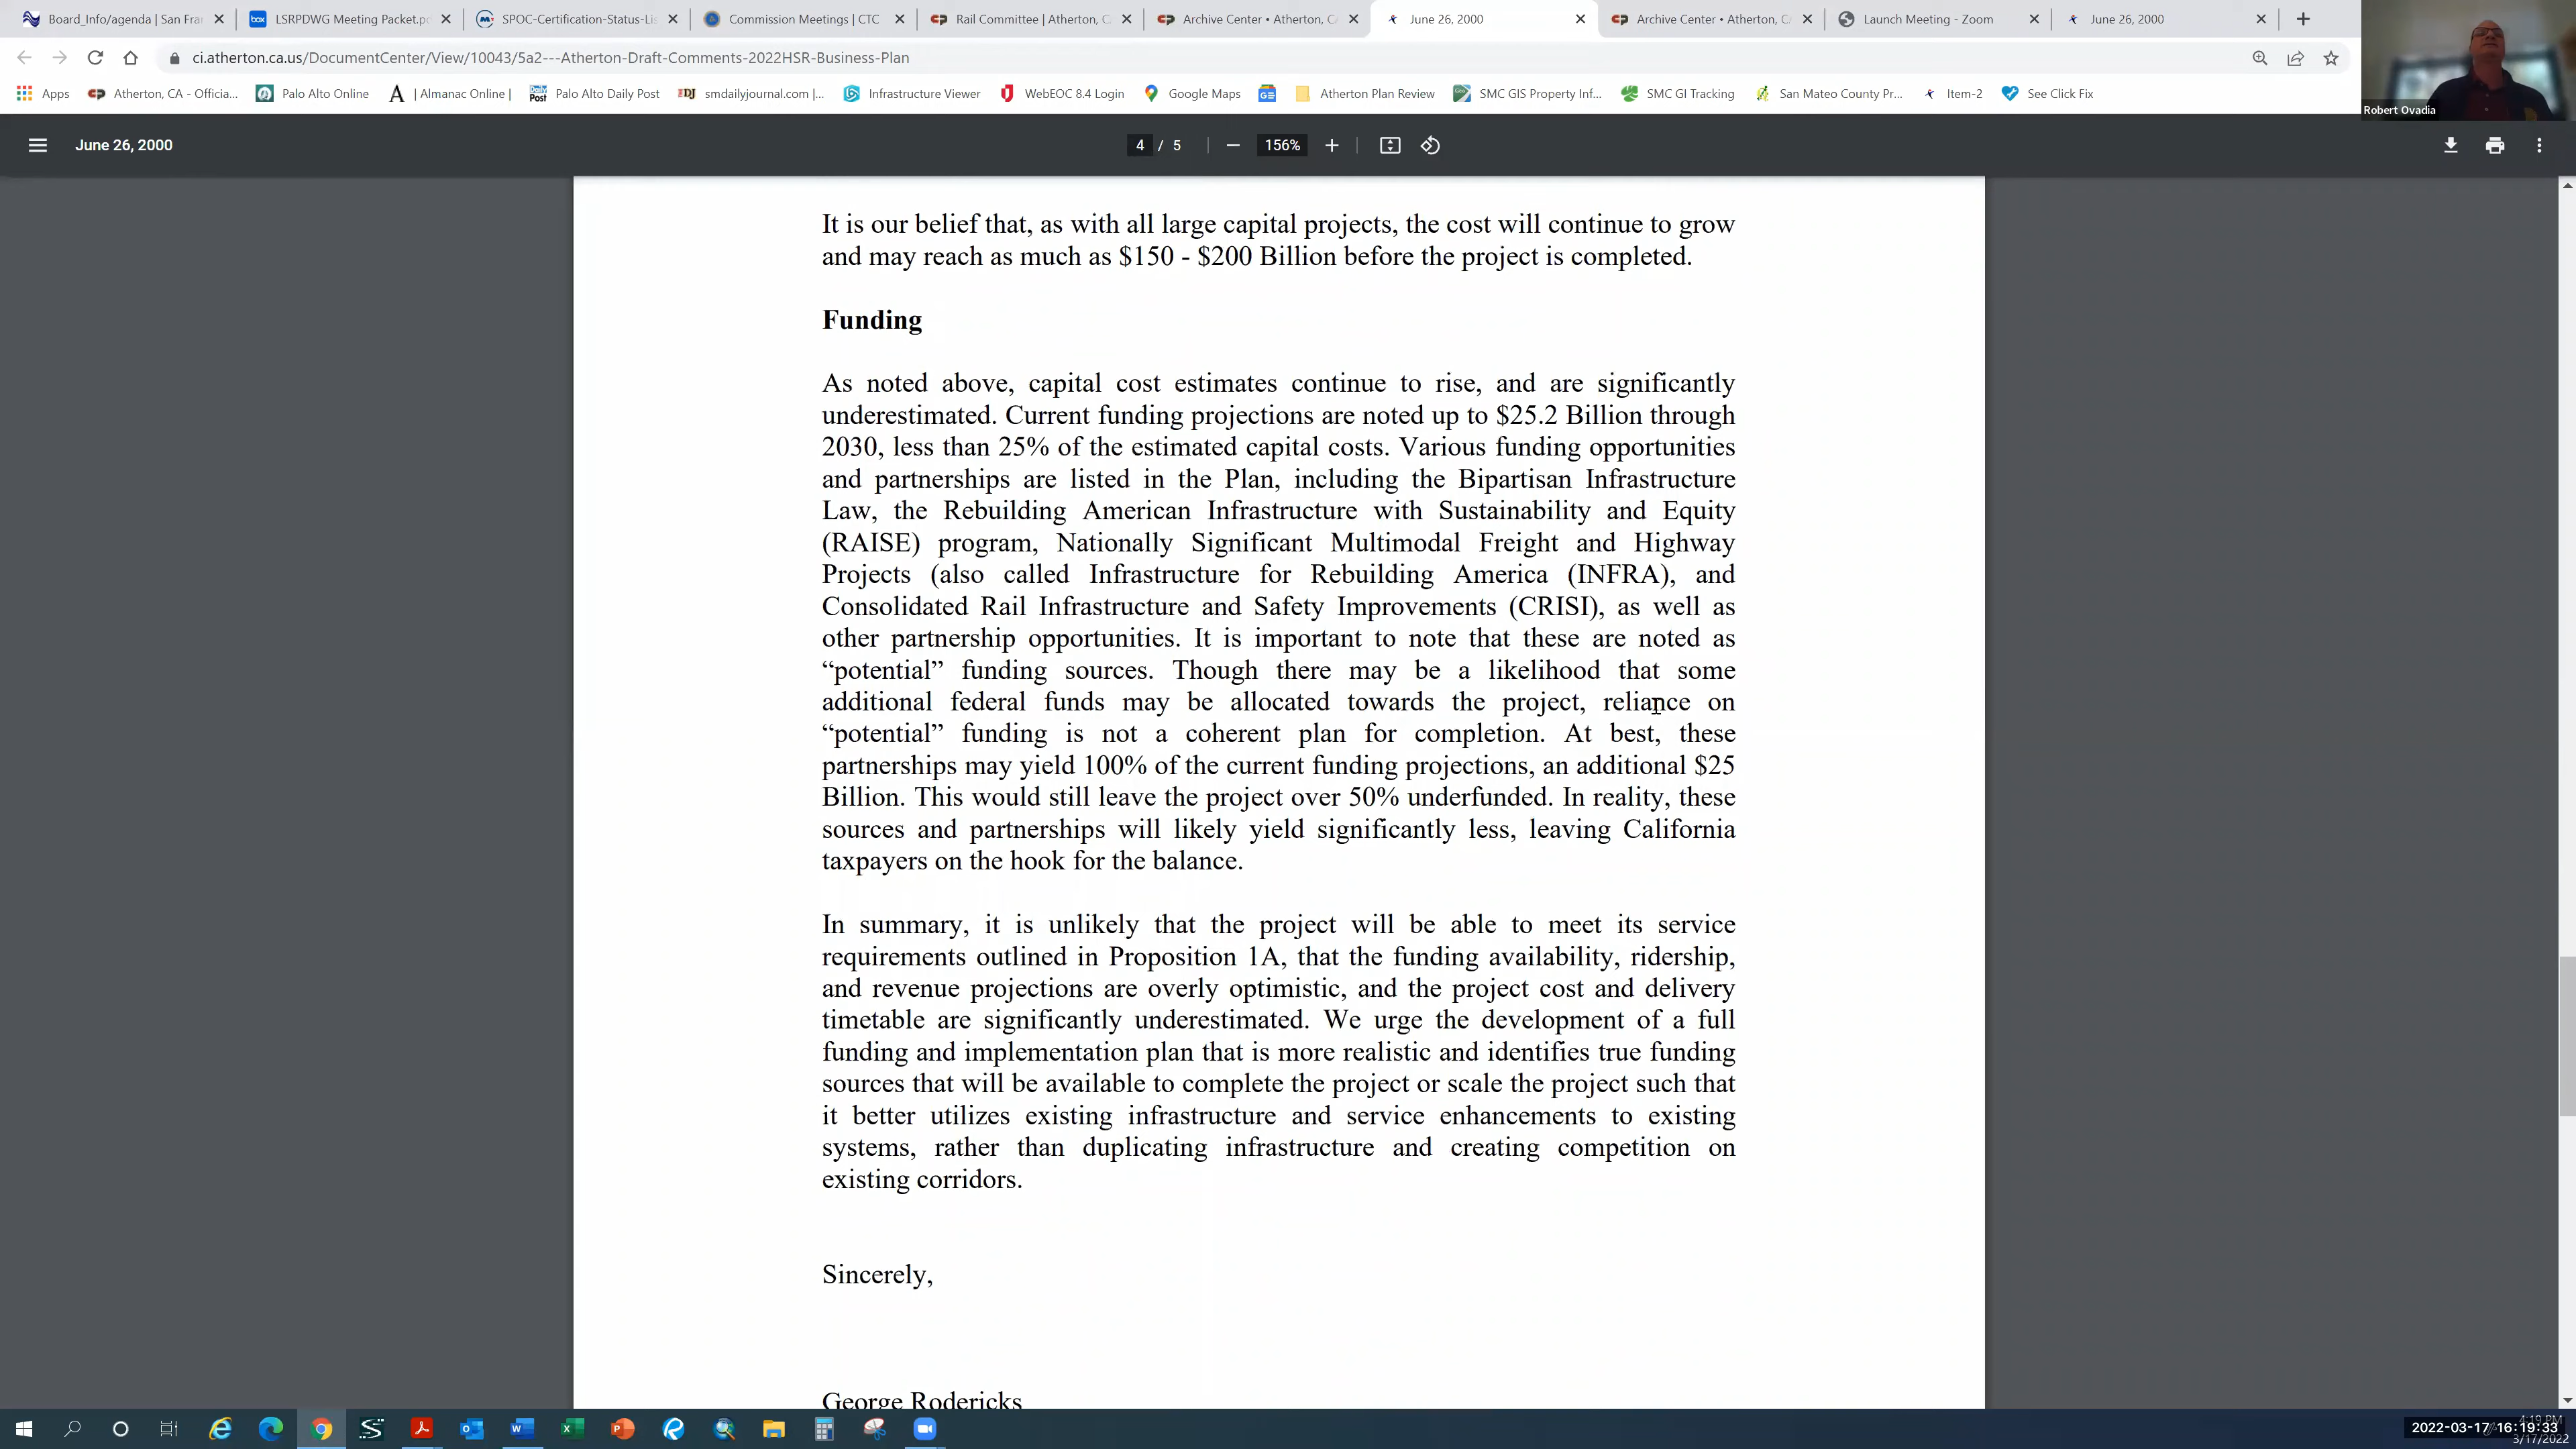 Board_Info/agenda | San Fra
LSRPDWG Meeting Packet.p
SPOC-Certification-Status-Lis
Commission Meetings | CTC
Rail Committee | Atherton, C
Archive Center • Atherton, CA
June 26, 2000
Archive Center • Atherton, C
Launch Meeting - Zoom
June 26, 2000
ci.atherton.ca.us/DocumentCenter/View/10043/5a2---Atherton-Draft-Comments-2022HSR-Business-Plan
Apps
Atherton, CA - Officia...
Palo Alto Online
| Almanac Online |
Palo Alto Daily Post
smdailyjournal.com |...
Infrastructure Viewer
WebEOC 8.4 Login
Google Maps
Atherton Plan Review
SMC GIS Property Inf...
SMC GI Tracking
San Mateo County Pr...
Item-2
See Click Fix
Robert Ovadia
June 26, 2000
4 / 5
156%
It is our belief that, as with all large capital projects, the cost will continue to grow
and may reach as much as $150 - $200 Billion before the project is completed.
Funding
As noted above, capital cost estimates continue to rise, and are significantly
underestimated. Current funding projections are noted up to $25.2 Billion through
2030, less than 25% of the estimated capital costs. Various funding opportunities
and partnerships are listed in the Plan, including the Bipartisan Infrastructure
Law, the Rebuilding American Infrastructure with Sustainability and Equity
(RAISE) program, Nationally Significant Multimodal Freight and Highway
Projects (also called Infrastructure for Rebuilding America (INFRA), and
Consolidated Rail Infrastructure and Safety Improvements (CRISI), as well as
other partnership opportunities. It is important to note that these are noted as
“potential” funding sources. Though there may be a likelihood that some
additional federal funds may be allocated towards the project, reliance on
“potential” funding is not a coherent plan for completion. At best, these
partnerships may yield 100% of the current funding projections, an additional $25
Billion. This would still leave the project over 50% underfunded. In reality, these
sources and partnerships will likely yield significantly less, leaving California
taxpayers on the hook for the balance.
In summary, it is unlikely that the project will be able to meet its service
requirements outlined in Proposition 1A, that the funding availability, ridership,
and revenue projections are overly optimistic, and the project cost and delivery
timetable are significantly underestimated. We urge the development of a full
funding and implementation plan that is more realistic and identifies true funding
sources that will be available to complete the project or scale the project such that
it better utilizes existing infrastructure and service enhancements to existing
systems, rather than duplicating infrastructure and creating competition on
existing corridors.
Sincerely,
George Rodericks
4:19 PM
2022-03-17 16:19:33
3/17/2022